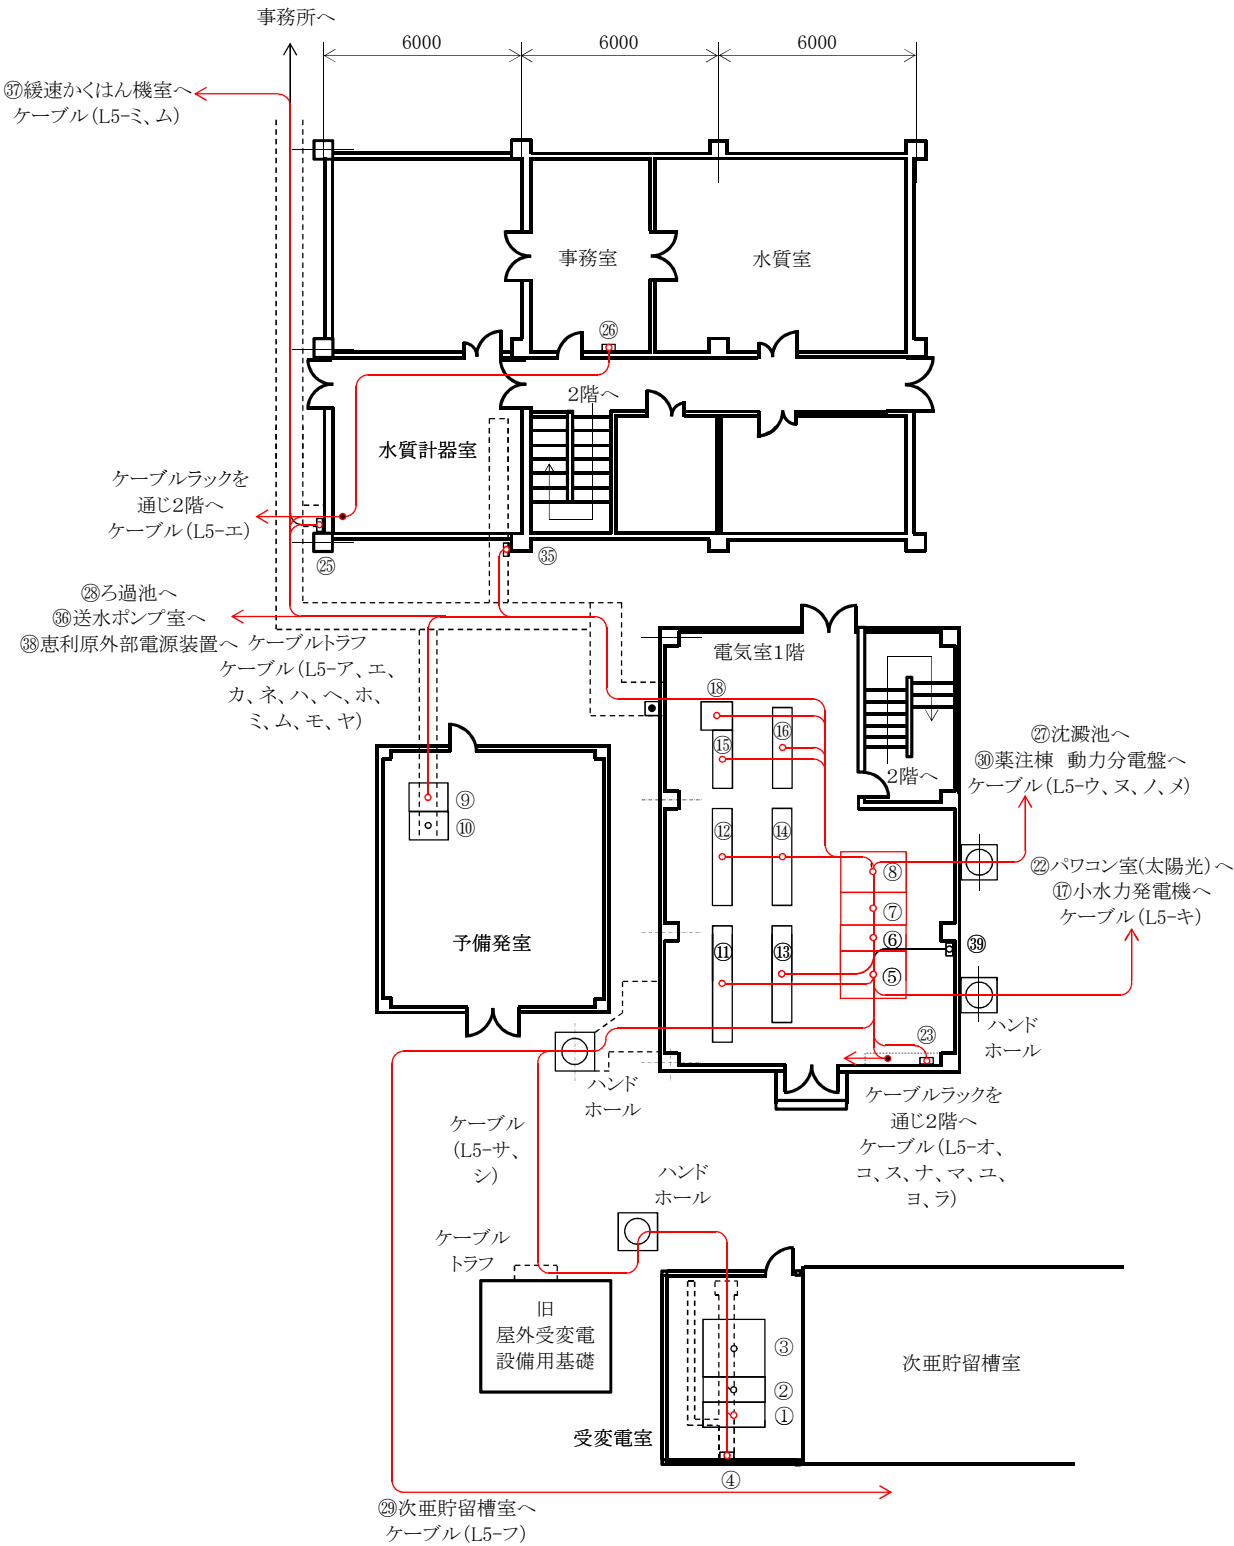 事務所へ
6000
6000
6000
㊲緩速かくはん機室へ
ケーブル(L5-ミ、ム)
事務室
水質室
㉖
2階へ
水質計器室
ケーブルラックを
通じ2階へ
ケーブル(L5-エ)
㉕
㉟
㉘ろ過池へ
㊱送水ポンプ室へ
㊳恵利原外部電源装置へ
ケーブルトラフ
ケーブル(L5-ア、エ、
カ、ネ、ハ、ヘ、ホ、
ミ、ム、モ、ヤ)
電気室1階
⑱
⑯
⑮
2階へ
㉗沈澱池へ
㉚薬注棟 動力分電盤へ
ケーブル(L5-ウ、ヌ、ノ、メ)
⑨
⑩
⑫
⑭
⑧
㉒パワコン室(太陽光)へ
⑰小水力発電機へ
ケーブル(L5-キ)
⑦
予備発室
⑥
㊴
⑪
⑬
⑤
ハンド
ホール
㉓
ハンド
ホール
ケーブルラックを
通じ2階へ
ケーブル(L5-オ、
コ、ス、ナ、マ、ユ、
ヨ、ラ)
ケーブル
(L5-サ、
シ)
ハンド
ホール
ケーブル
トラフ
旧
屋外受変電
設備用基礎
③
②
①
次亜貯留槽室
受変電室
④
㉙次亜貯留槽室へ
ケーブル(L5-フ)